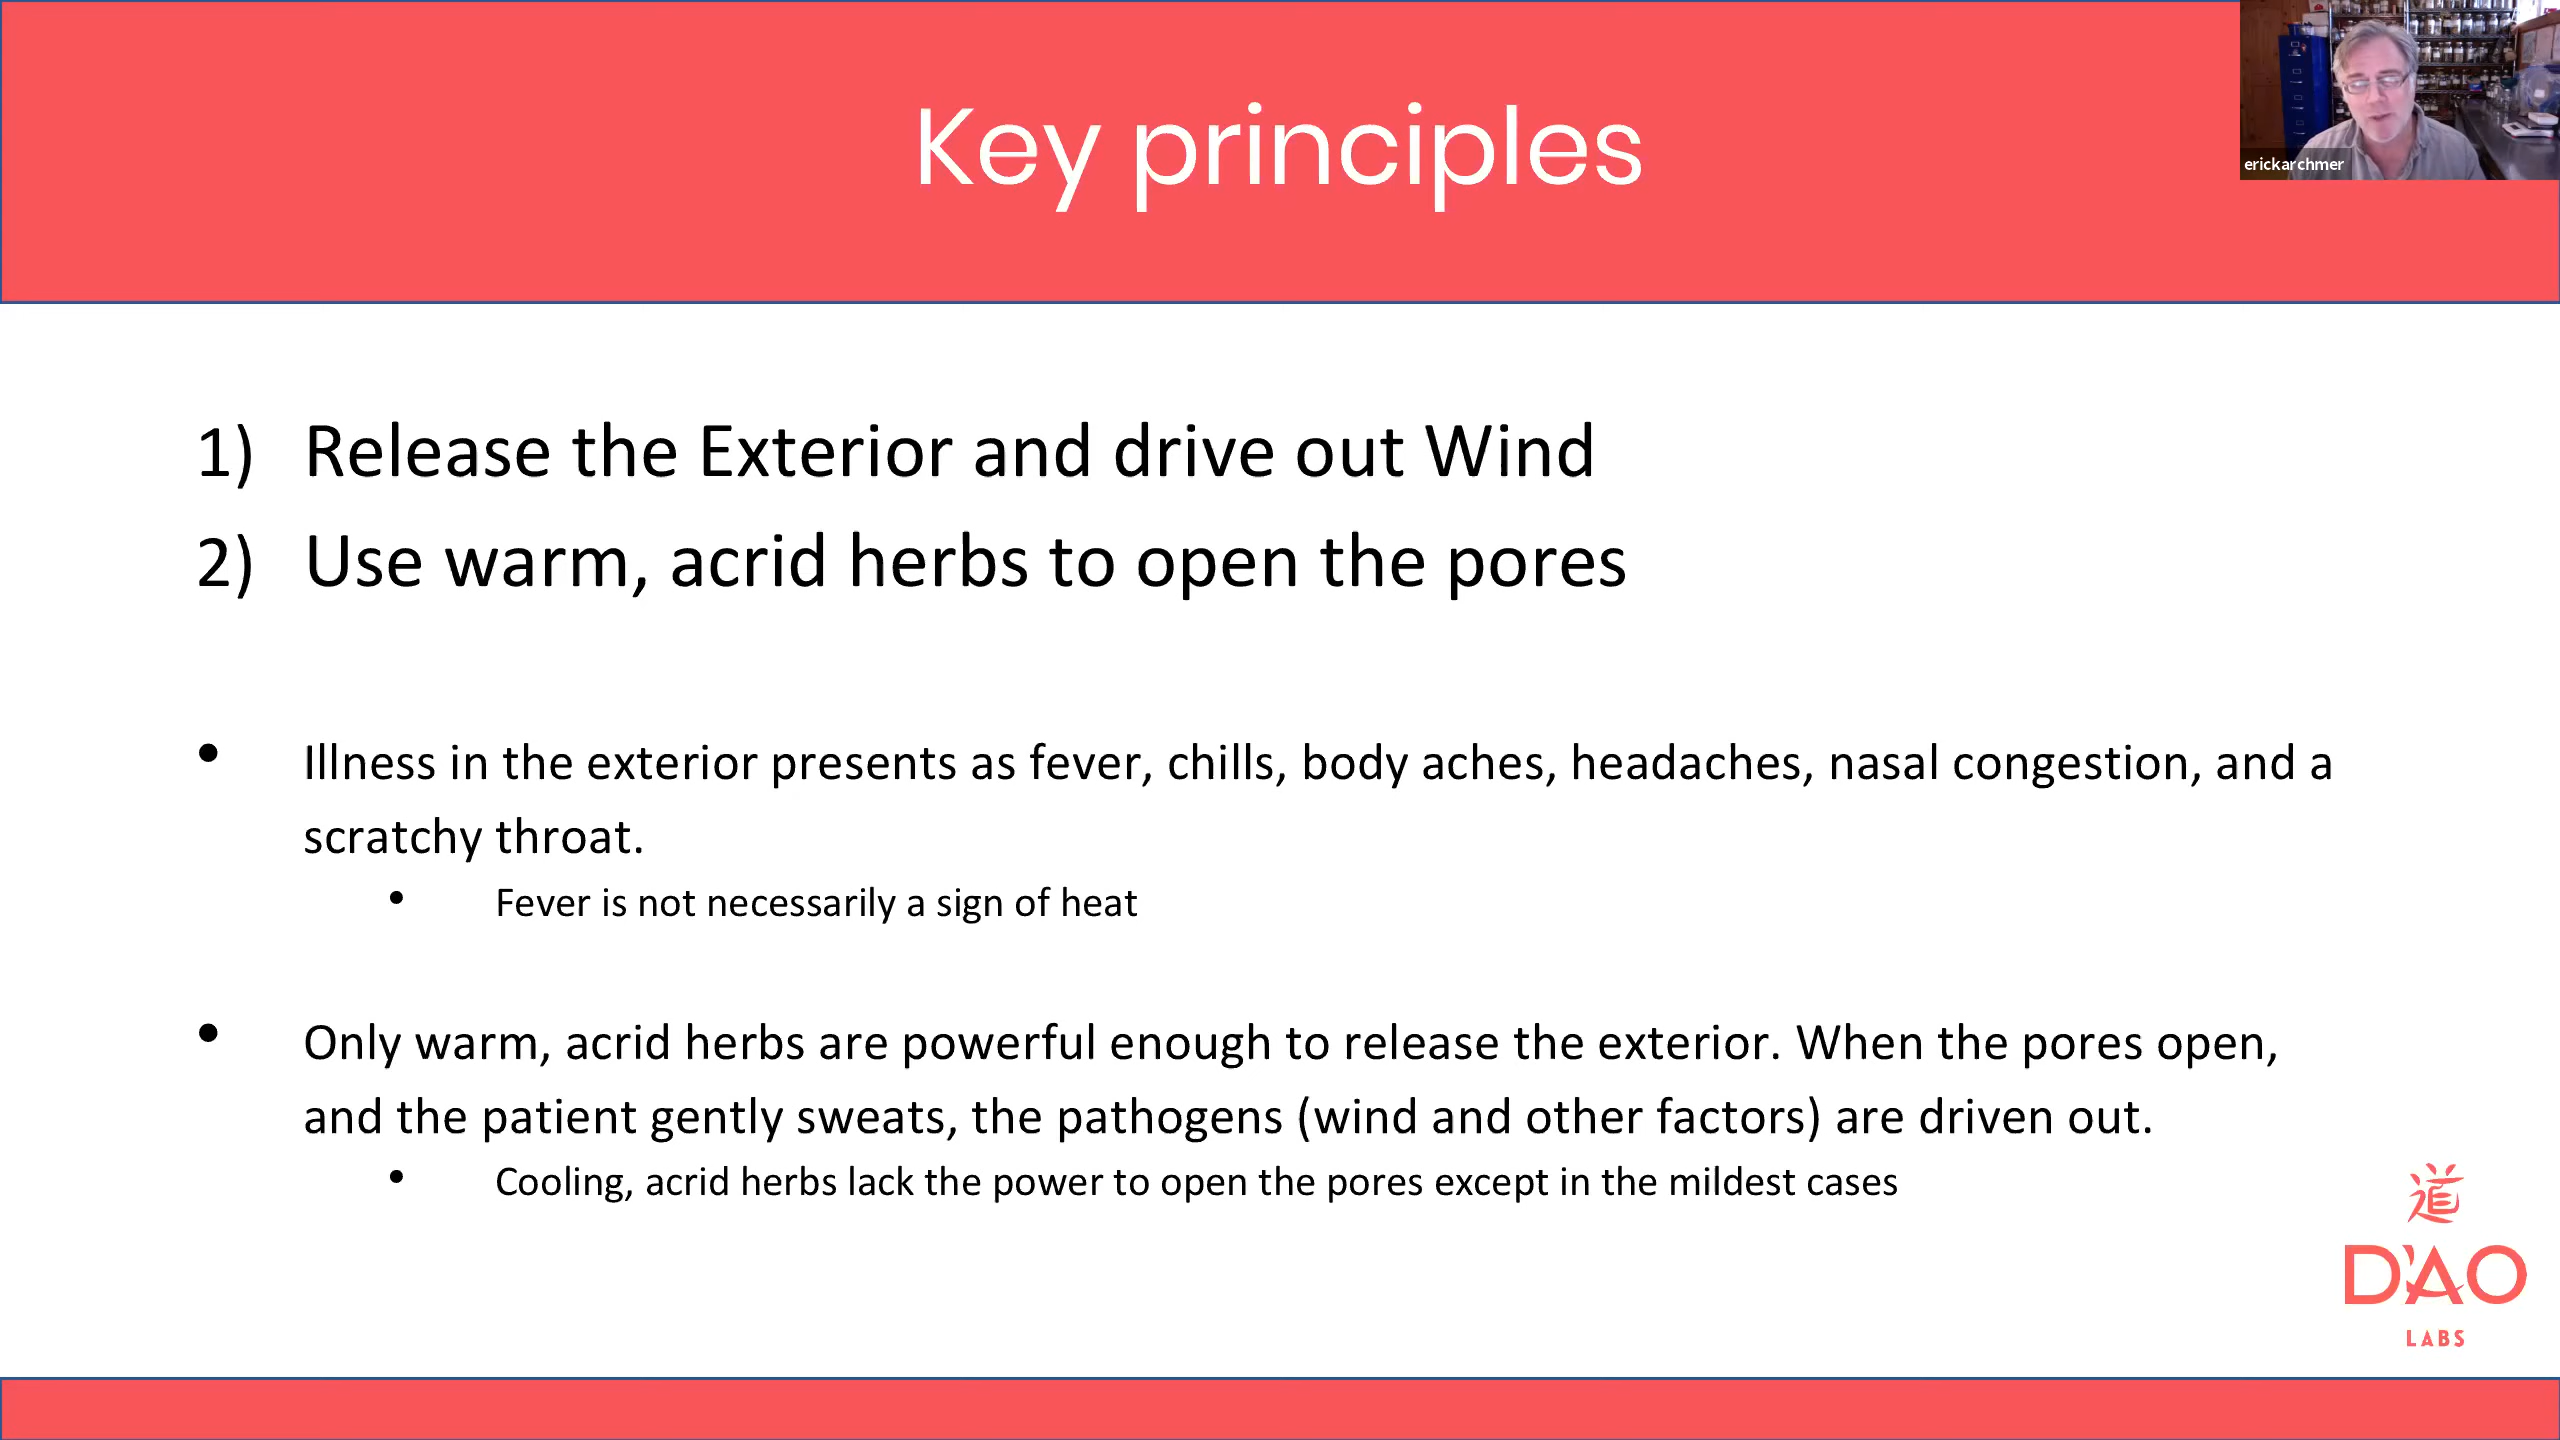 Key principles
erickarchmer
1) Release the Exterior and drive out Wind
2) Use warm, acrid herbs to open the pores
• Illness in the exterior presents as fever, chills, body aches, headaches, nasal congestion, and a
scratchy throat.
• Fever is not necessarily a sign of heat
• Only warm, acrid herbs are powerful enough to release the exterior. When the pores open,
and the patient gently sweats, the pathogens (wind and other factors) are driven out.
• Cooling, acrid herbs lack the power to open the pores except in the mildest cases
道
DAO
LABS